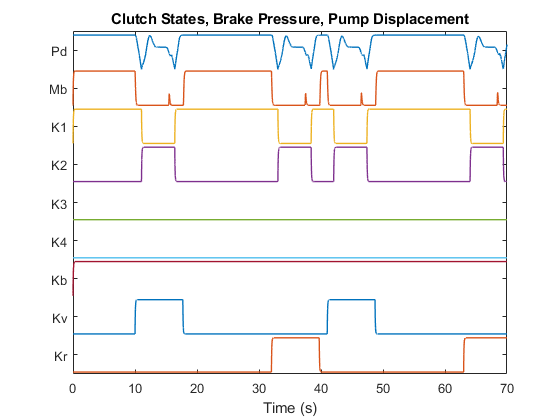 Clutch States, Brake Pressure, Pump Displacement
Pd
Mb
K1
K2
K3
K4
Kb
Kv
Kr
0 10 20 30 40 50 60 70
Time (s)